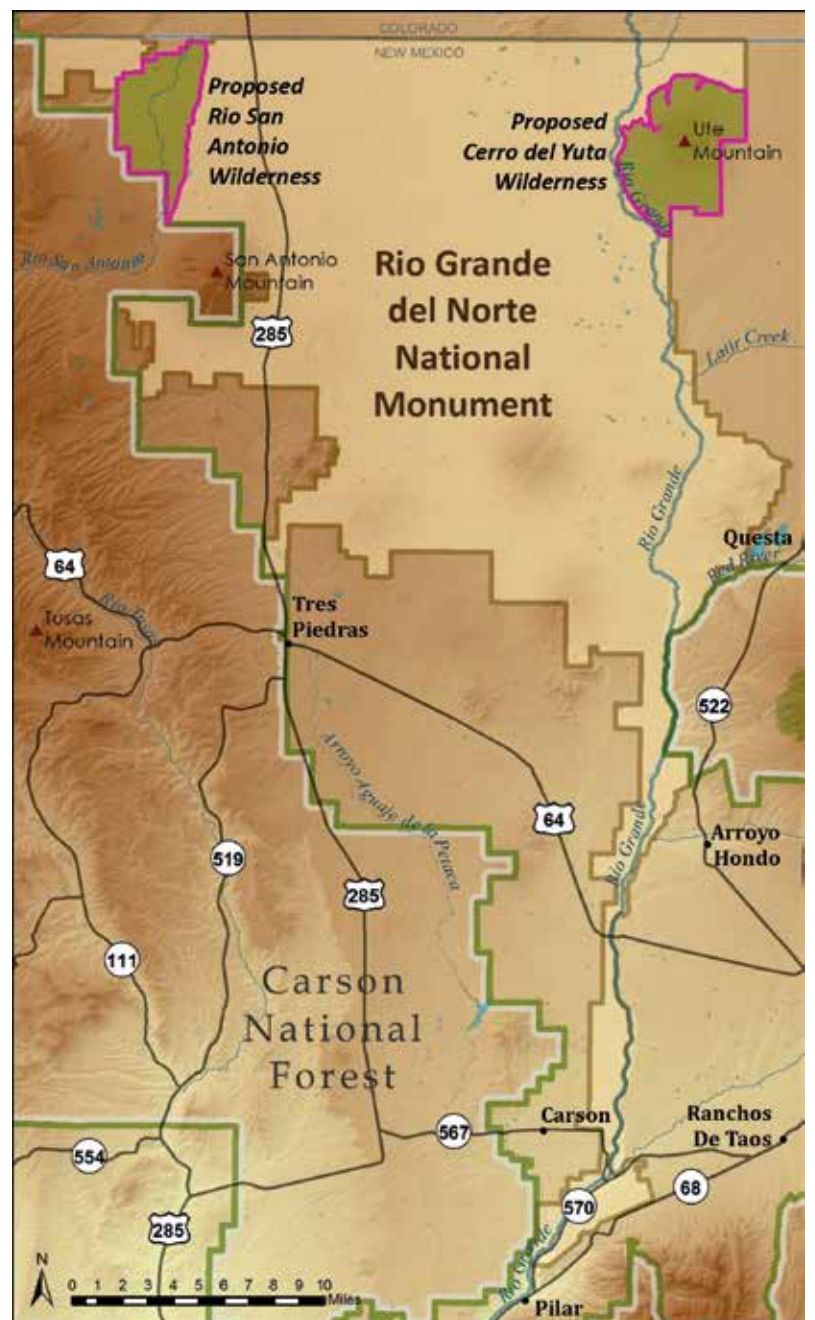 COLORADO
NEW MEXICO
Proposed
Rio San
Antonio
Wilderness
Proposed
Cerro del Yuta
Wilderness
Ute
Mountain
Rio Grande
Rio San Antonio
San Antonio
Mountain
285
Rio Grande
del Norte
National
Monument
Latir Creek
Rio Grande
Questa
Red River
64
Rio Tusas
Tusas
Mountain
Tres
Piedras
522
Arroyo Aguaje de la Petaca
64
Rio Grande
Arroyo
Hondo
519
285
111
Carson
National
Forest
Carson
Ranchos
De Taos
567
554
68
570
285
Rio Grande
Pilar
N
0 1 2 3 4 5 6 7 8 9 10
Miles